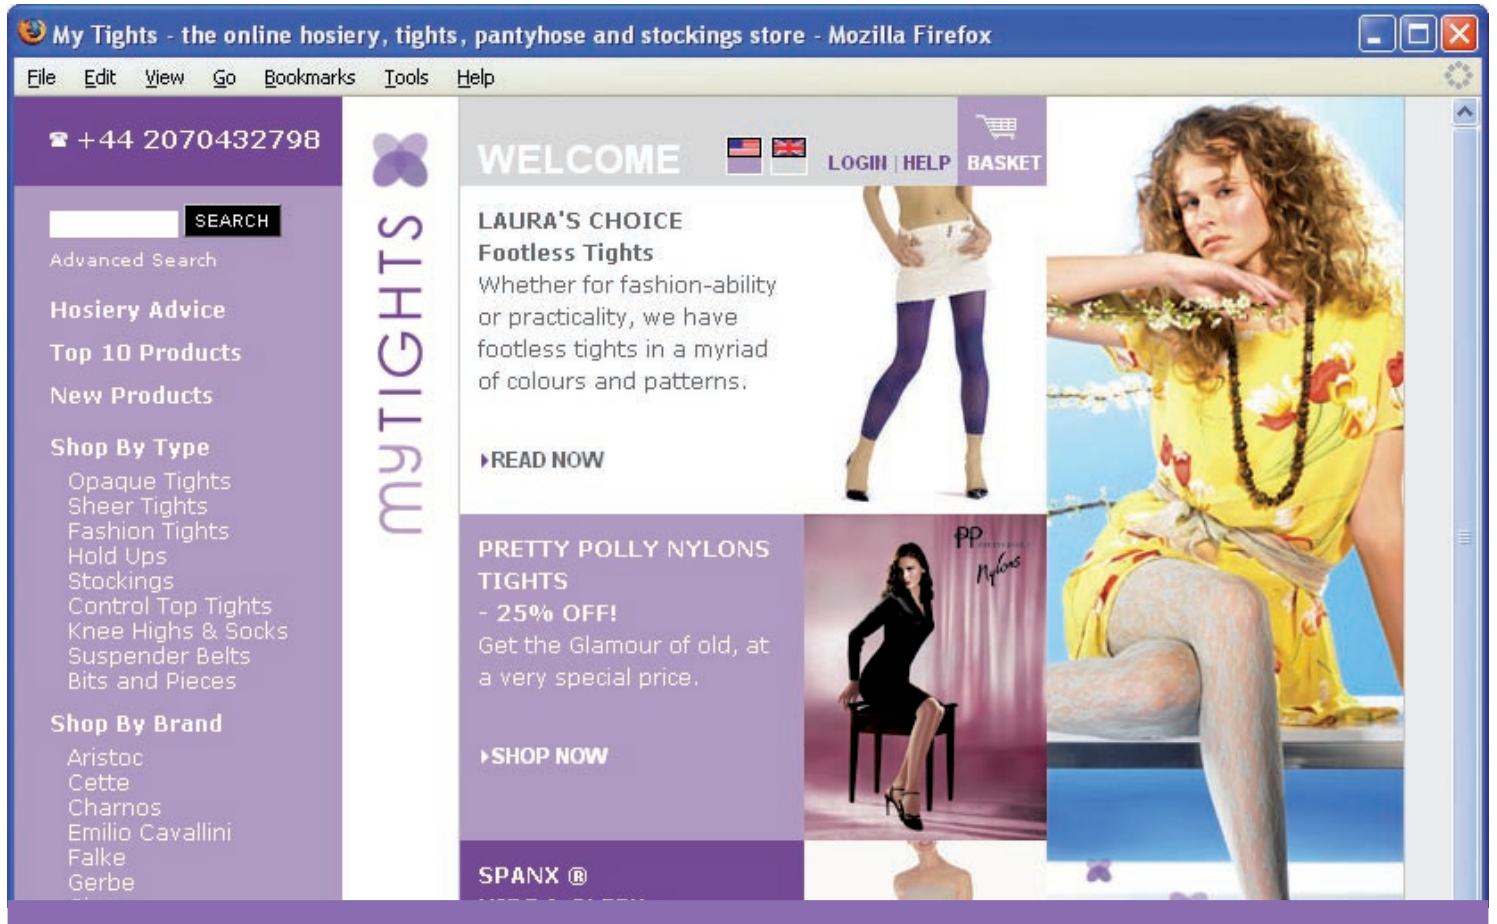 My Tights - the online hosiery, tights, pantyhose and stockings store - Mozilla Firefox
File Edit View Go Bookmarks Tools Help
+44 2070432798
SEARCH
Advanced Search
Hosiery Advice
Top 10 Products
New Products
Shop By Type
Opaque Tights
Sheer Tights
Fashion Tights
Hold Ups
Stockings
Control Top Tights
Knee Highs & Socks
Suspender Belts
Bits and Pieces
Shop By Brand
Aristoc
Cette
Charnos
Emilio Cavallini
Falke
Gerbe
myTIGHTS
WELCOME
LOGIN | HELP
BASKET
LAURA'S CHOICE
Footless Tights
Whether for fashion-ability
or practicality, we have
footless tights in a myriad
of colours and patterns.
READ NOW
PRETTY POLLY NYLONS
TIGHTS
- 25% OFF!
Get the Glamour of old, at
a very special price.
SHOP NOW
PP
Nylons
SPANX ®